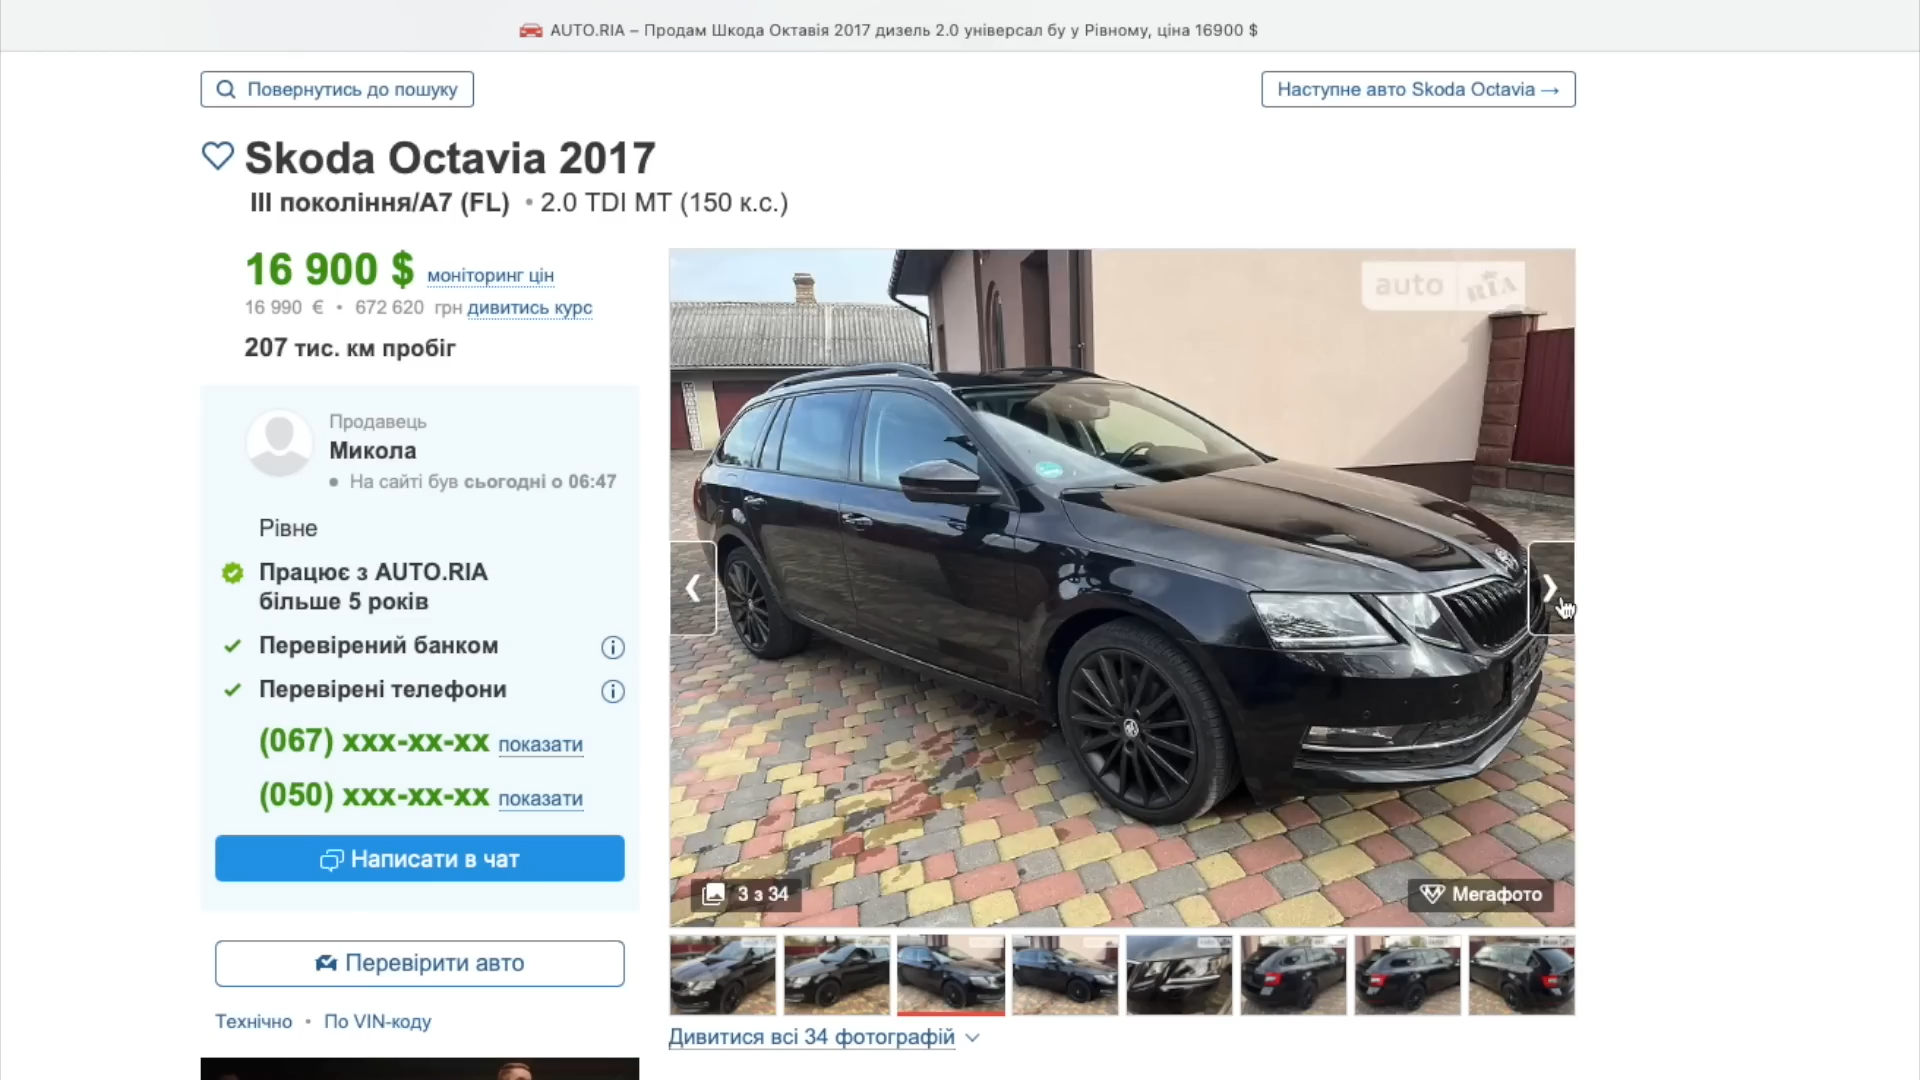 AUTO.RIA – Продам Шкода Октавія 2017 дизель 2.0 універсал бу у Рівному, ціна 16900 $
Повернутись до пошуку
Наступне авто Skoda Octavia →
Skoda Octavia 2017
III покоління/A7 (FL) • 2.0 TDI MT (150 к.с.)
16 900 $ моніторинг цін
16 990 € • 672 620 грн дивитись курс
207 тис. км пробіг
Продавець
Микола
• На сайті був сьогодні о 06:47
Рівне
Працює з AUTO.RIA
більше 5 років
Перевірений банком
Перевірені телефони
(067) xxx-xx-xx показати
(050) xxx-xx-xx показати
Написати в чат
Перевірити авто
Технічно • По VIN-коду
auto RIA
3 з 34
Мегафото
Дивитися всі 34 фотографій